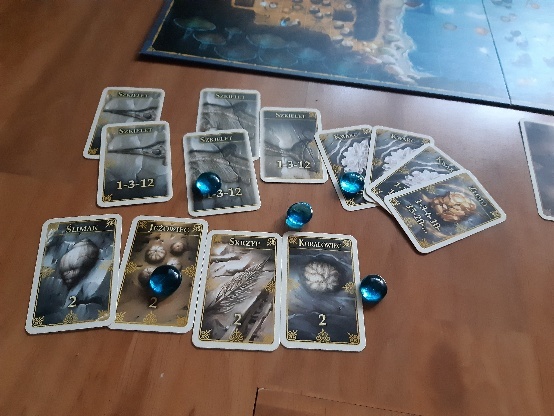 SZKIELET
SZKIELET
SZKIELET
SZKIELET
1-3-12
SZKIELET
3-12
1-3-12
ŚLIMAK
2
JEŻOWIEC
2
SKRZYP
2
KORALOWIEC
2